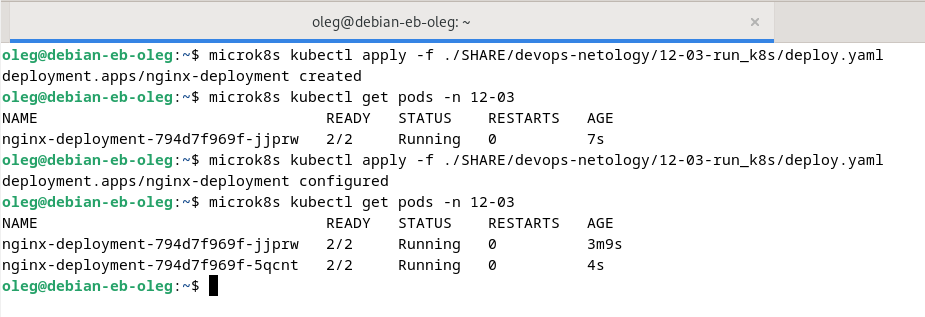 oleg@debian-eb-oleg: ~
oleg@debian-eb-oleg:~$ microk8s kubectl apply -f ./SHARE/devops-netology/12-03-run_k8s/deploy.yaml
deployment.apps/nginx-deployment created
oleg@debian-eb-oleg:~$ microk8s kubectl get pods -n 12-03
NAME                                READY   STATUS    RESTARTS   AGE
nginx-deployment-794d7f969f-jjprw   2/2     Running   0          7s
oleg@debian-eb-oleg:~$ microk8s kubectl apply -f ./SHARE/devops-netology/12-03-run_k8s/deploy.yaml
deployment.apps/nginx-deployment configured
oleg@debian-eb-oleg:~$ microk8s kubectl get pods -n 12-03
NAME                                READY   STATUS    RESTARTS   AGE
nginx-deployment-794d7f969f-jjprw   2/2     Running   0          3m9s
nginx-deployment-794d7f969f-5qcnt   2/2     Running   0          4s
oleg@debian-eb-oleg:~$